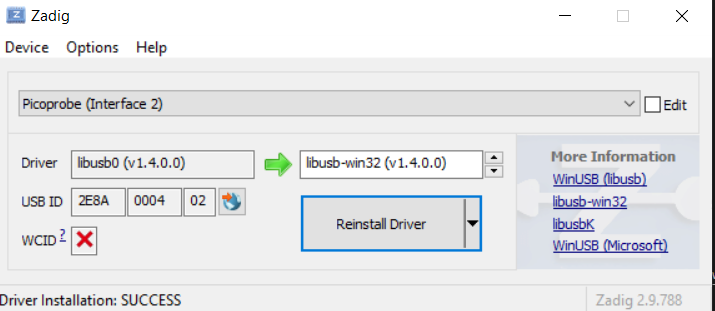 Zadig
Device Options Help
Picoprobe (Interface 2)
Edit
Driver libusb0 (v1.4.0.0) libusb-win32 (v1.4.0.0)
USB ID 2E8A 0004 02
WCID ?
Reinstall Driver
More Information
WinUSB (libusb)
libusb-win32
libusbK
WinUSB (Microsoft)
Driver Installation: SUCCESS
Zadig 2.9.788